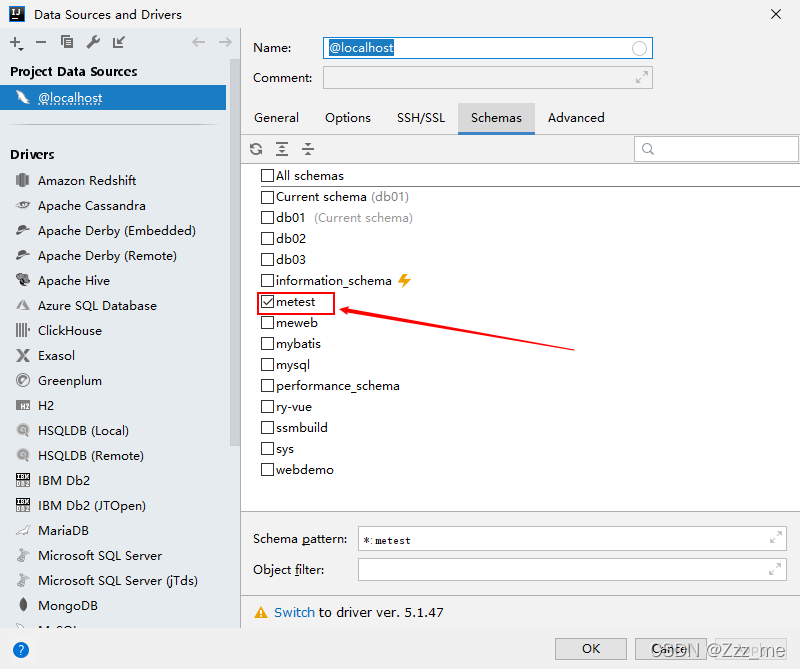 Data Sources and Drivers
Project Data Sources
@localhost
Drivers
Amazon Redshift
Apache Cassandra
Apache Derby (Embedded)
Apache Derby (Remote)
Apache Hive
Azure SQL Database
ClickHouse
Exasol
Greenplum
H2
HSQLDB (Local)
HSQLDB (Remote)
IBM Db2
IBM Db2 (JTOpen)
MariaDB
Microsoft SQL Server
Microsoft SQL Server (jTds)
MongoDB
Name: @localhost
Comment:
General Options SSH/SSL Schemas Advanced
All schemas
Current schema (db01)
db01 (Current schema)
db02
db03
information_schema
metest
meweb
mybatis
mysql
performance_schema
ry-vue
ssmbuild
sys
webdemo
Schema pattern: *:metest
Object filter:
Switch to driver ver. 5.1.47
OK Cancel
CSDN @Zzz_me